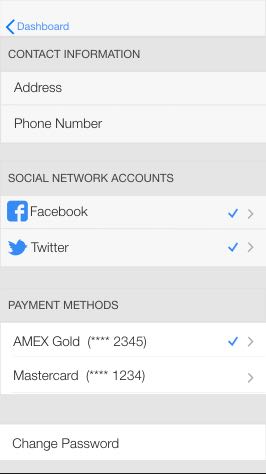 Dashboard
CONTACT INFORMATION
Address
Phone Number
SOCIAL NETWORK ACCOUNTS
Facebook
Twitter
PAYMENT METHODS
AMEX Gold (**** 2345)
Mastercard (**** 1234)
Change Password